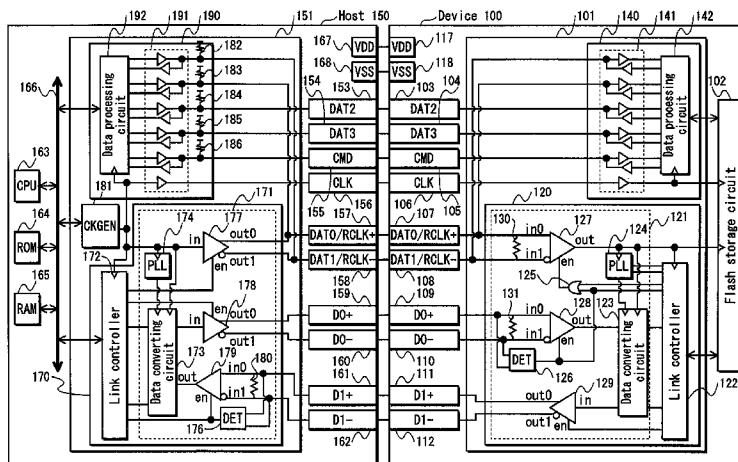 192 191 190 151 Host 150 Device 100 101 140 141 142
182
167 VDD VDD 117
183
168 VSS VSS 118
166
184
154 153 103 104
102
163
Data processing circuit
185
DAT2 DAT2
DAT3 DAT3
Data processing circuit
Flash storage circuit
CPU
186
CMD CMD
181
CLK CLK
164
CKGEN
171
155 156 106 105
120
ROM
174 177
157 107
130 127 121
in out0
DAT0/RCLK+ DAT0/RCLK+
in0 out 124
172
PLL
en out1
DAT1/RCLK- DAT1/RCLK-
in1 en
PLL
165
158 108
125
RAM
178
159 109
131 128 123
en
in out0
D0+ D0+
in0 out
out1
D0- D0-
in1 en
Link controller
Data converting circuit
173 179 180
160 110
DET
Data converting circuit
Link controller
161 111
126
out in0
D1+ D1+
129
170
en in1
D1- D1-
out0 in
122
176 DET
162 112
out1 en